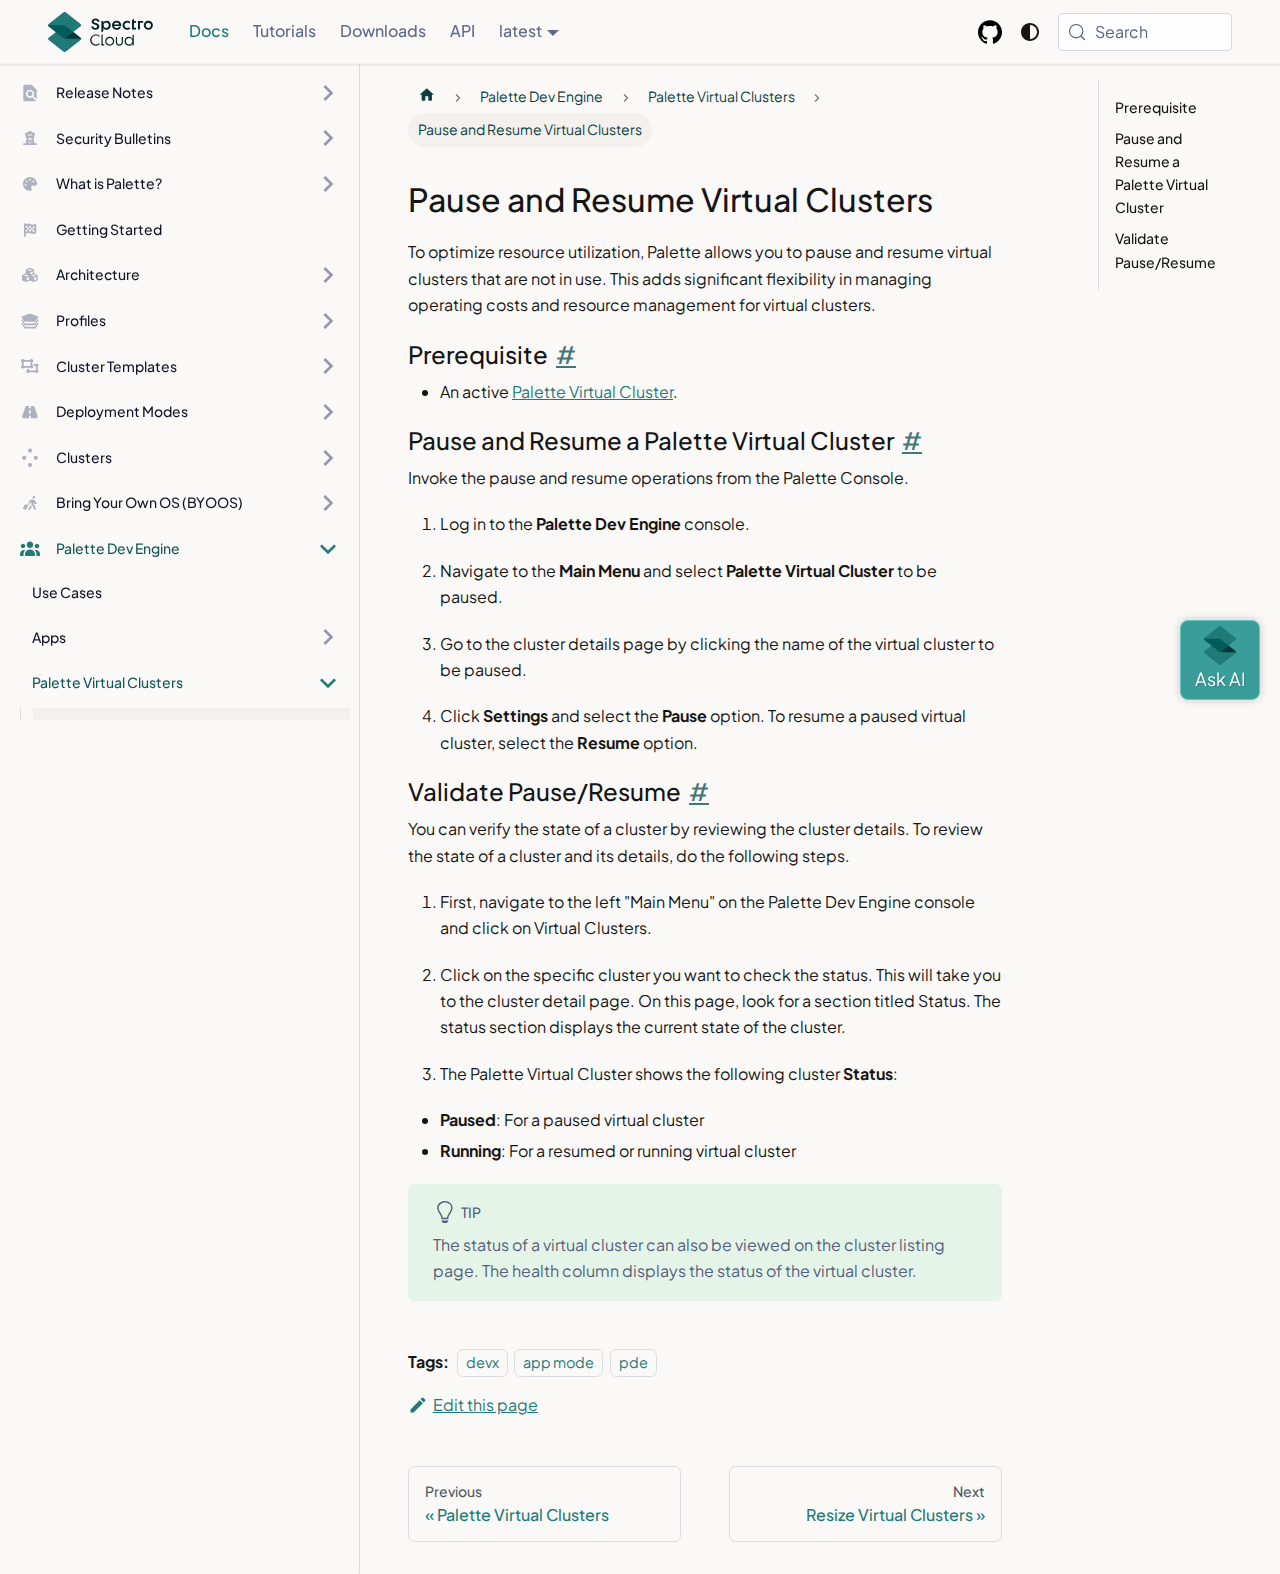 Spectro
Cloud
Docs
Tutorials
Downloads
API
latest
Search
Release Notes
Security Bulletins
What is Palette?
Getting Started
Architecture
Profiles
Cluster Templates
Deployment Modes
Clusters
Bring Your Own OS (BYOOS)
Palette Dev Engine
Use Cases
Apps
Palette Virtual Clusters
Palette Dev Engine
Palette Virtual Clusters
Pause and Resume Virtual Clusters
Pause and Resume Virtual Clusters
To optimize resource utilization, Palette allows you to pause and resume virtual
clusters that are not in use. This adds significant flexibility in managing
operating costs and resource management for virtual clusters.
Prerequisite #
An active Palette Virtual Cluster.
Pause and Resume a Palette Virtual Cluster #
Invoke the pause and resume operations from the Palette Console.
1. Log in to the Palette Dev Engine console.
2. Navigate to the Main Menu and select Palette Virtual Cluster to be
paused.
3. Go to the cluster details page by clicking the name of the virtual cluster to
be paused.
4. Click Settings and select the Pause option. To resume a paused virtual
cluster, select the Resume option.
Validate Pause/Resume #
You can verify the state of a cluster by reviewing the cluster details. To review
the state of a cluster and its details, do the following steps.
1. First, navigate to the left "Main Menu" on the Palette Dev Engine console
and click on Virtual Clusters.
2. Click on the specific cluster you want to check the status. This will take you
to the cluster detail page. On this page, look for a section titled Status. The
status section displays the current state of the cluster.
3. The Palette Virtual Cluster shows the following cluster Status:
Paused: For a paused virtual cluster
Running: For a resumed or running virtual cluster
TIP
The status of a virtual cluster can also be viewed on the cluster listing
page. The health column displays the status of the virtual cluster.
Tags: devx app mode pde
Edit this page
Previous
« Palette Virtual Clusters
Next
Resize Virtual Clusters »
Prerequisite
Pause and
Resume a
Palette Virtual
Cluster
Validate
Pause/Resume
Ask AI